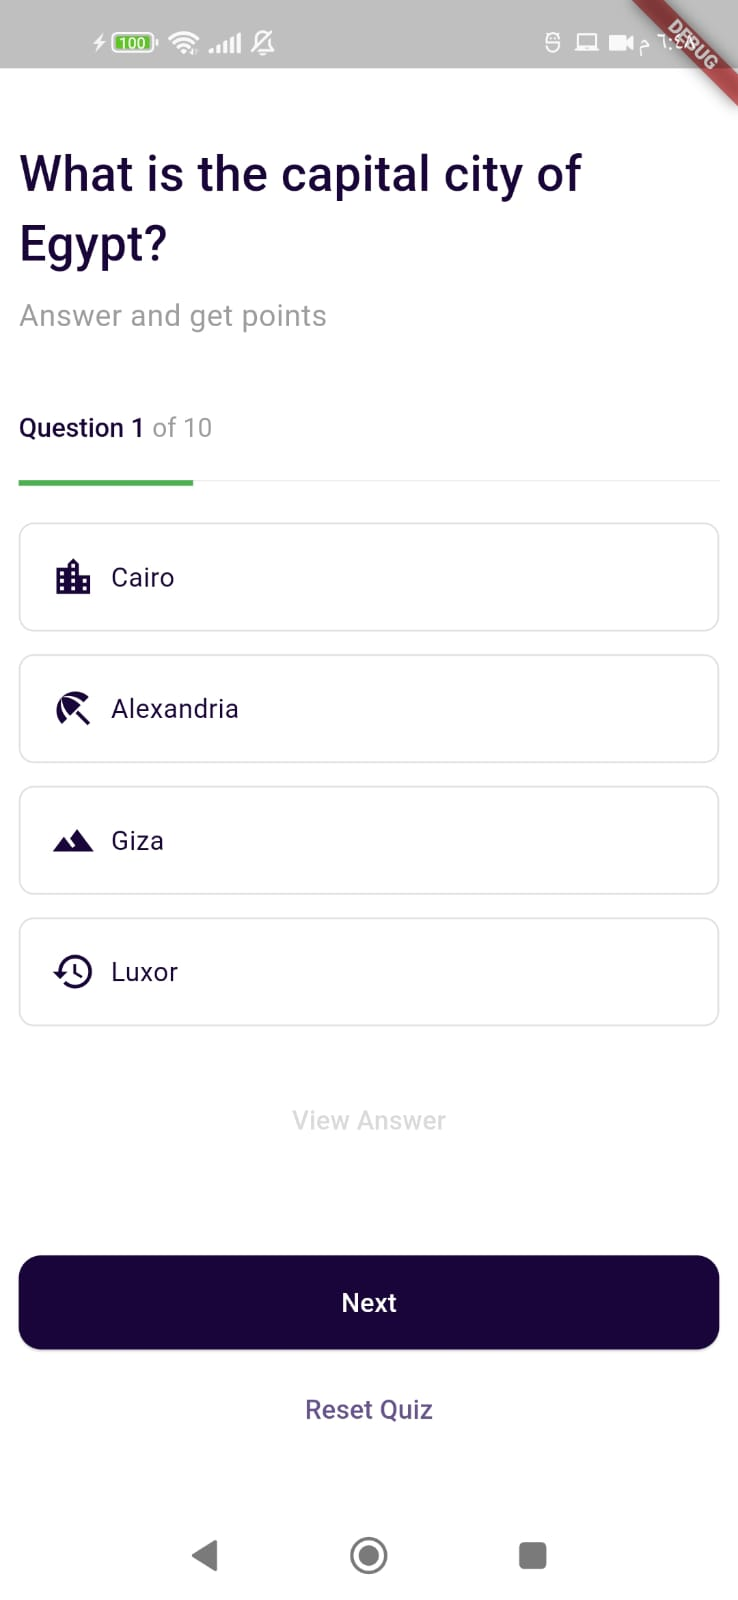 100
م ٦:٤٨
DEBUG
What is the capital city of
Egypt?
Answer and get points
Question 1 of 10
Cairo
Alexandria
Giza
Luxor
View Answer
Next
Reset Quiz